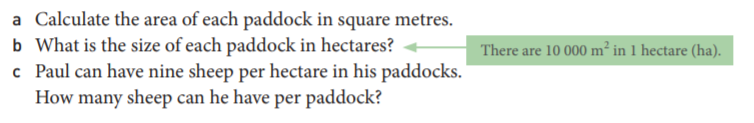 a Calculate the area of each paddock in square metres.
b What is the size of each paddock in hectares?
There are 10 000 m² in 1 hectare (ha).
c Paul can have nine sheep per hectare in his paddocks.
How many sheep can he have per paddock?